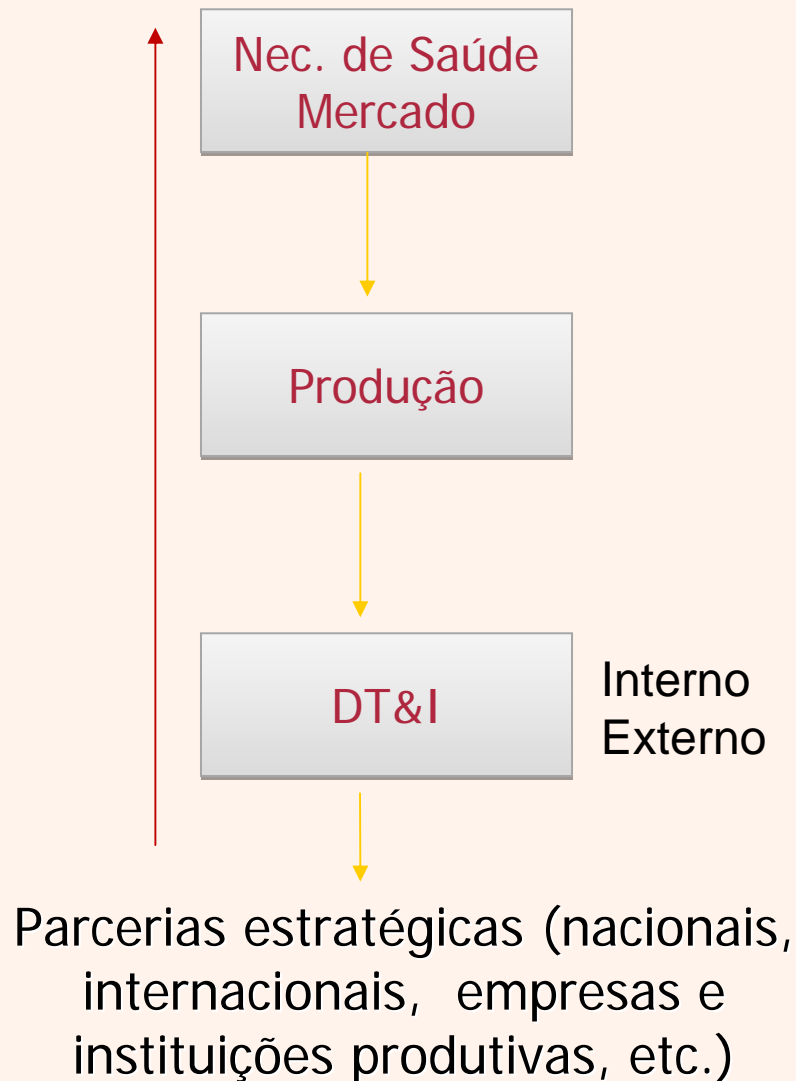 Nec. de Saúde
Mercado
Produção
DT&I
Interno
Externo
Parcerias estratégicas (nacionais,
internacionais, empresas e
instituições produtivas, etc.)